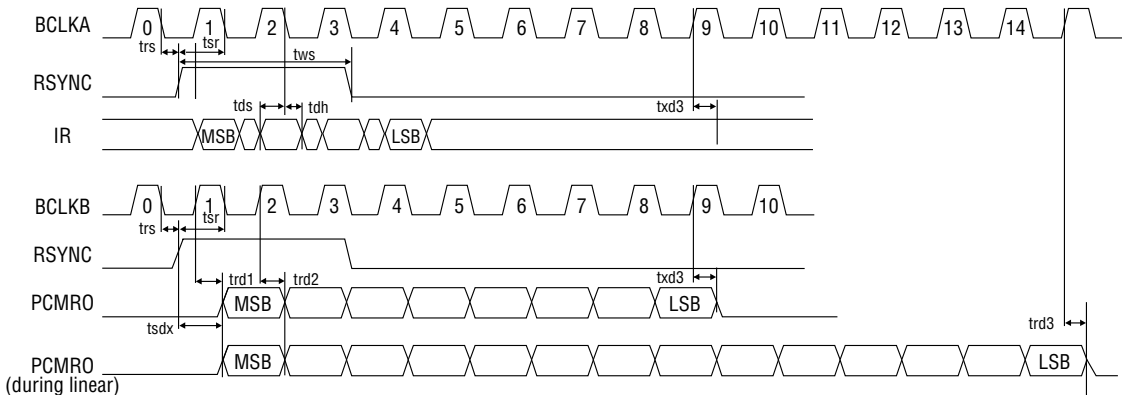 BCLKA 0 1 2 3 4 5 6 7 8 9 10 11 12 13 14
trs tsr
tws
RSYNC
tds tdh txd3
IR MSB LSB
BCLKB 0 1 2 3 4 5 6 7 8 9 10
trs tsr
RSYNC
trd1 trd2 txd3
PCMRO MSB LSB
tsdx trd3
PCMRO MSB LSB
(during linear)